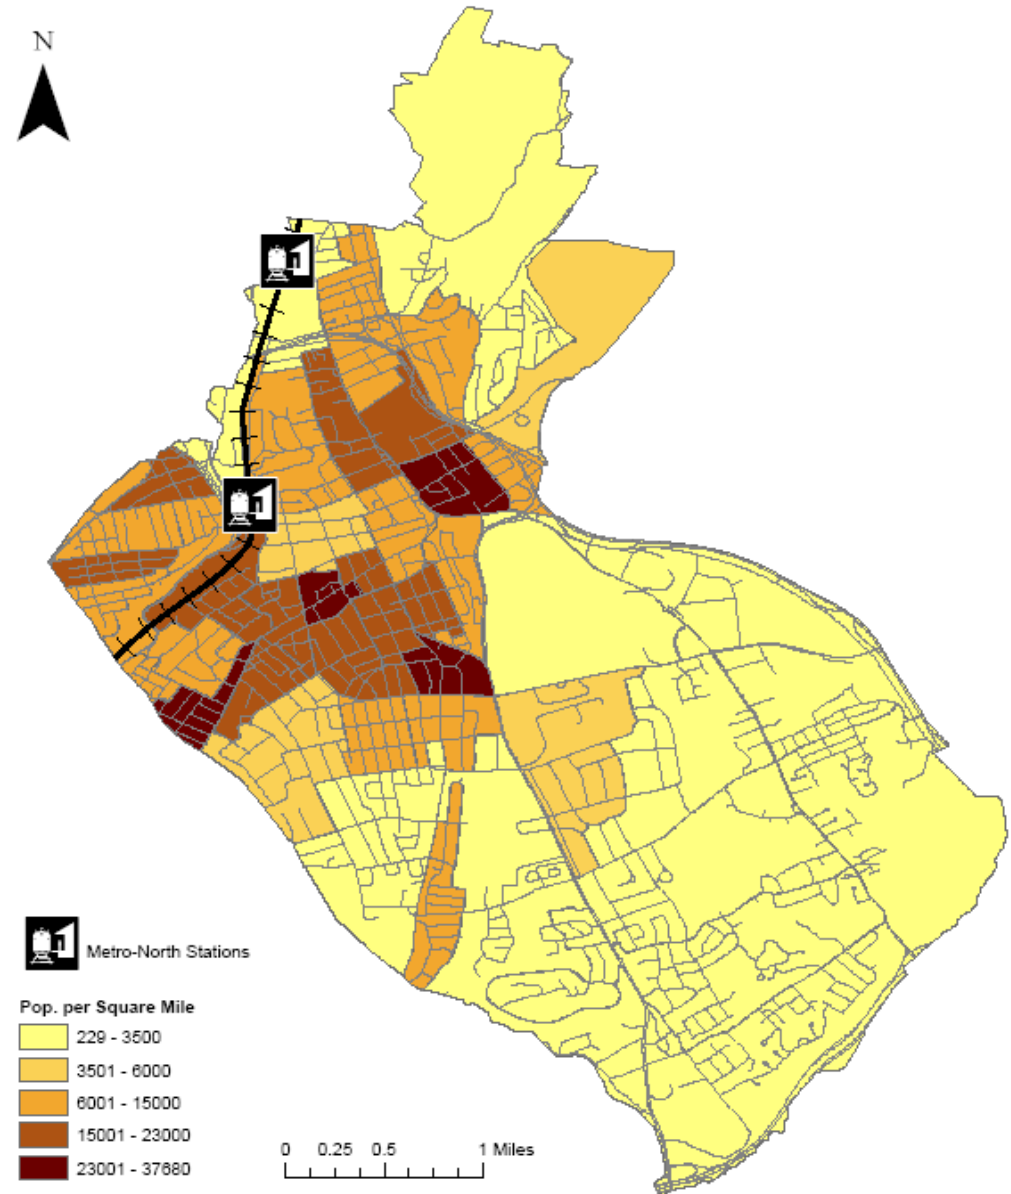 N
Metro-North Stations
Pop. per Square Mile
229 - 3500
3501 - 6000
6001 - 15000
15001 - 23000
23001 - 37680
0 0.25 0.5 1 Miles